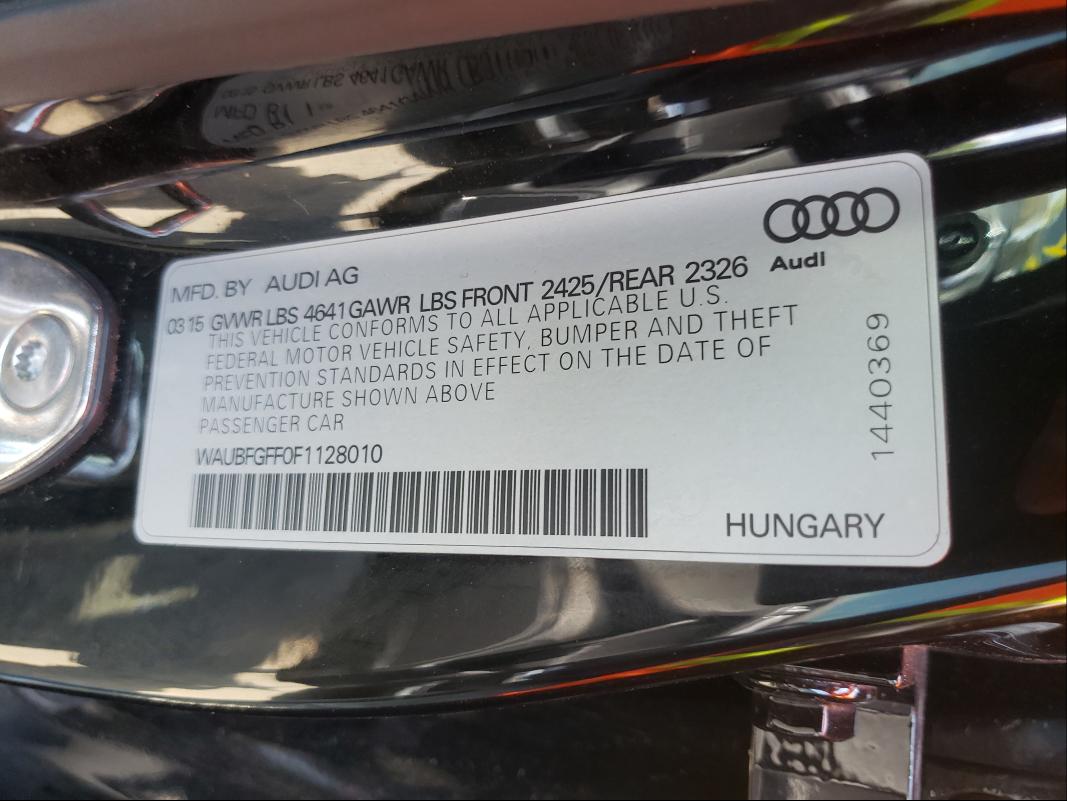 MFD. BY AUDI AG
Audi
03 15 GVWR LBS 4641 GAWR LBS FRONT 2425/REAR 2326
THIS VEHICLE CONFORMS TO ALL APPLICABLE U.S.
FEDERAL MOTOR VEHICLE SAFETY, BUMPER AND THEFT
PREVENTION STANDARDS IN EFFECT ON THE DATE OF
MANUFACTURE SHOWN ABOVE
PASSENGER CAR
WAUBFGFF0F1128010
HUNGARY
1440369